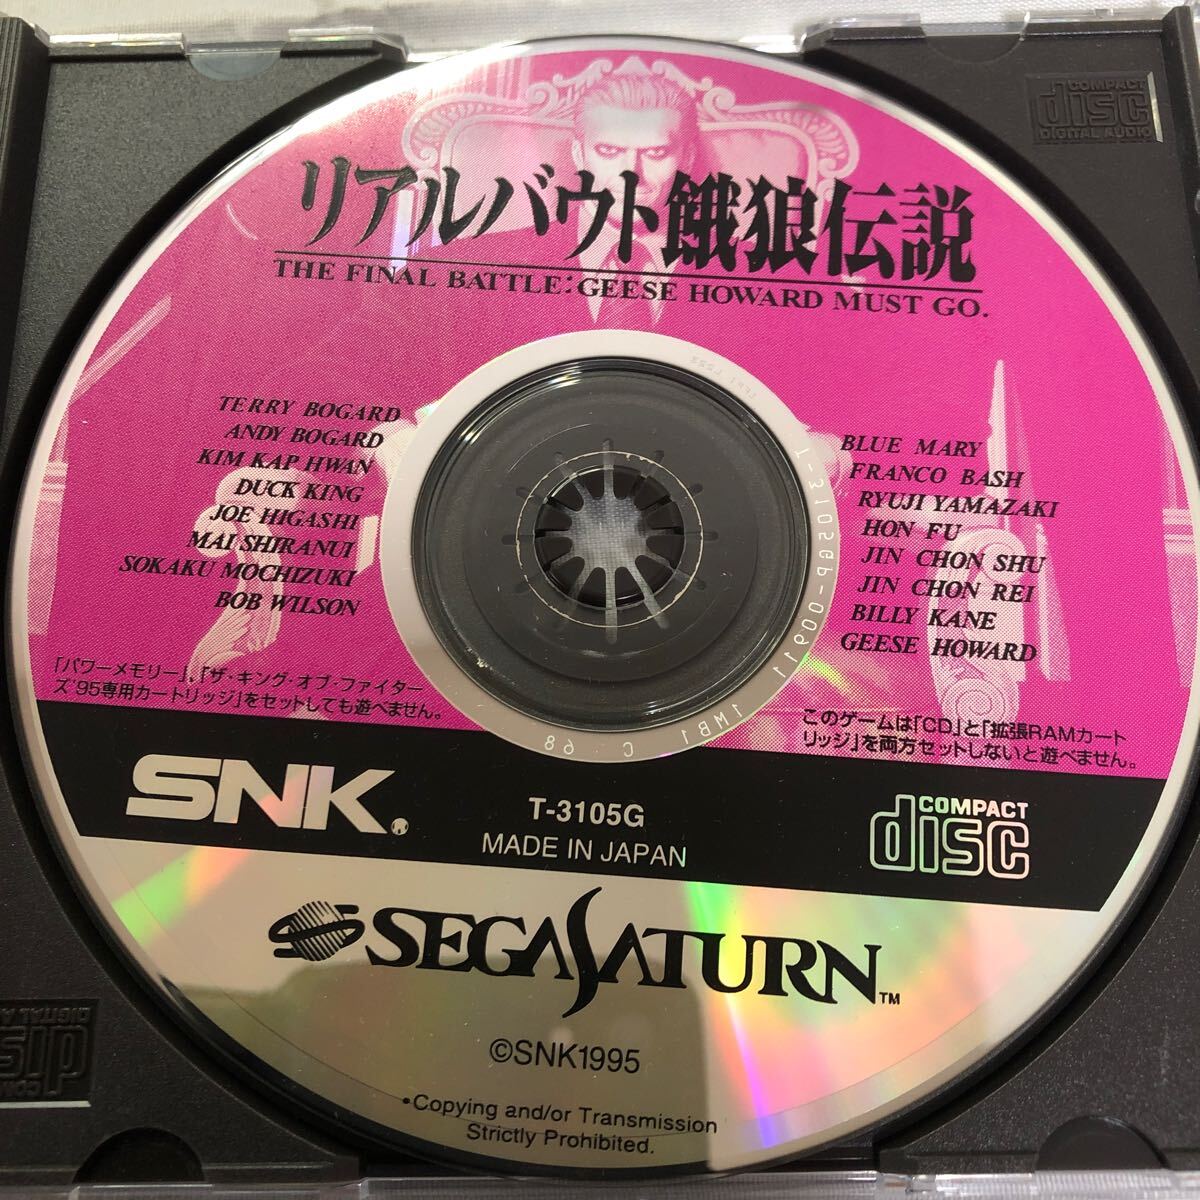 COMPACT
disc
DIGITAL AUDIO
リアルバウト餓狼伝説
THE FINAL BATTLE:GEESE HOWARD MUST GO.
TERRY BOGARD
ANDY BOGARD
KIM KAP HWAN
DUCK KING
JOE HIGASHI
MAI SHIRANUI
SOKAKU MOCHIZUKI
BOB WILSON
BLUE MARY
FRANCO BASH
RYUJI YAMAZAKI
HON FU
JIN CHON SHU
JIN CHON REI
BILLY KANE
GEESE HOWARD
「パワーメモリー」、「ザ・キング・オブ・ファイター
ズ'95専用カートリッジ」をセットしても遊べません。
このゲームは「CD」と「拡張RAMカート
リッジ」を両方セットしないと遊べません。
T-3105GP-00911 1MB1 C 68
SNK.
T-3105G
MADE IN JAPAN
COMPACT
disc
SEGA SATURN™
©SNK1995
•Copying and/or Transmission
Strictly Prohibited.